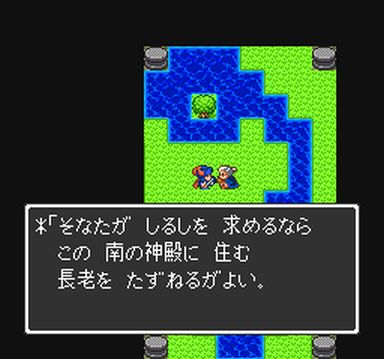 *「そなたが しるしを 求めるなら
この 南の神殿に 住む
長老を たずねるがよい。